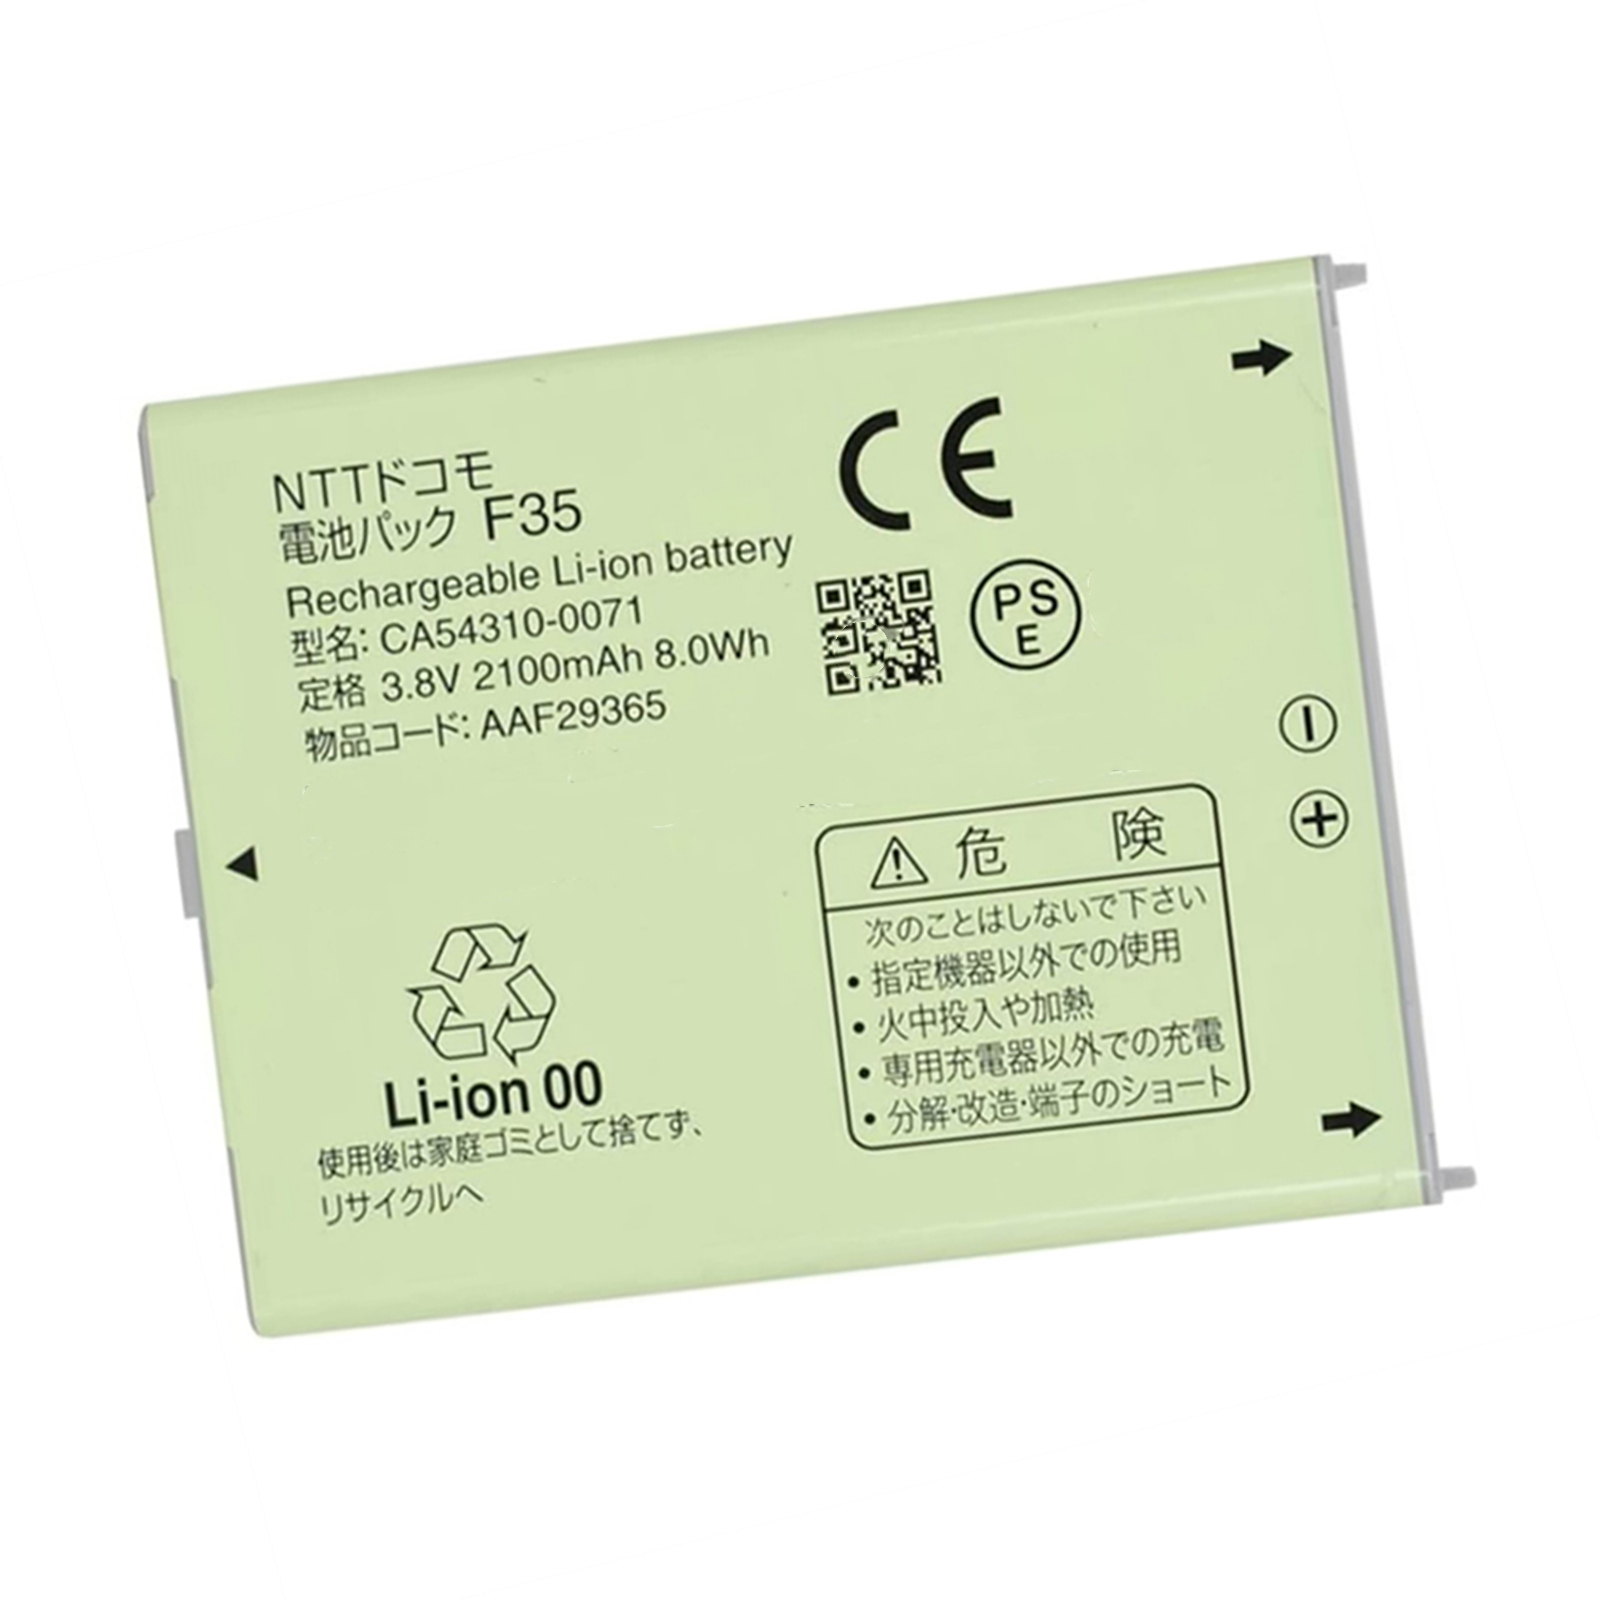 NTTドコモ
電池パック F35
Rechargeable Li-ion battery
型名: CA54310-0071
定格 3.8V 2100mAh 8.0Wh
物品コード: AAF29365
CE
PS
E
危 険
次のことはしないで下さい
・指定機器以外での使用
・火中投入や加熱
・専用充電器以外での充電
・分解・改造・端子のショート
Li-ion 00
使用後は家庭ゴミとして捨てず、
リサイクルへ